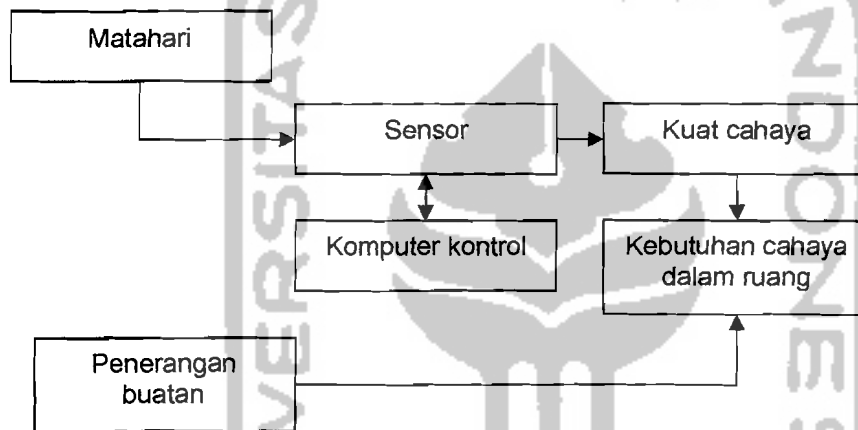 Matahari
Sensor
Kuat cahaya
Komputer kontrol
Kebutuhan cahaya
dalam ruang
Penerangan
buatan